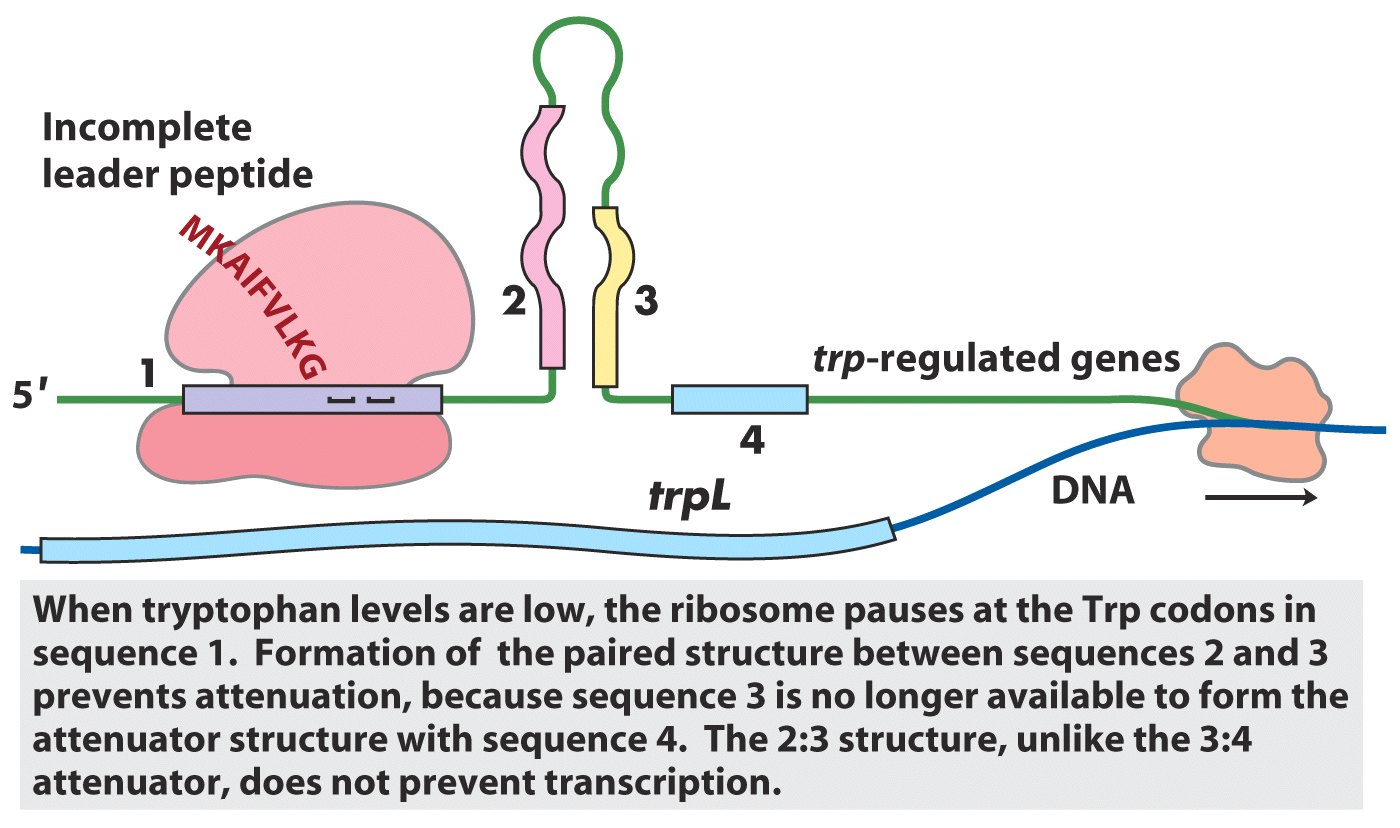 Incomplete
leader peptide
MKAIFVLKG
2
3
1
5′
trp-regulated genes
4
trpL
DNA
When tryptophan levels are low, the ribosome pauses at the Trp codons in
sequence 1.  Formation of  the paired structure between sequences 2 and 3
prevents attenuation, because sequence 3 is no longer available to form the
attenuator structure with sequence 4.  The 2:3 structure, unlike the 3:4
attenuator, does not prevent transcription.